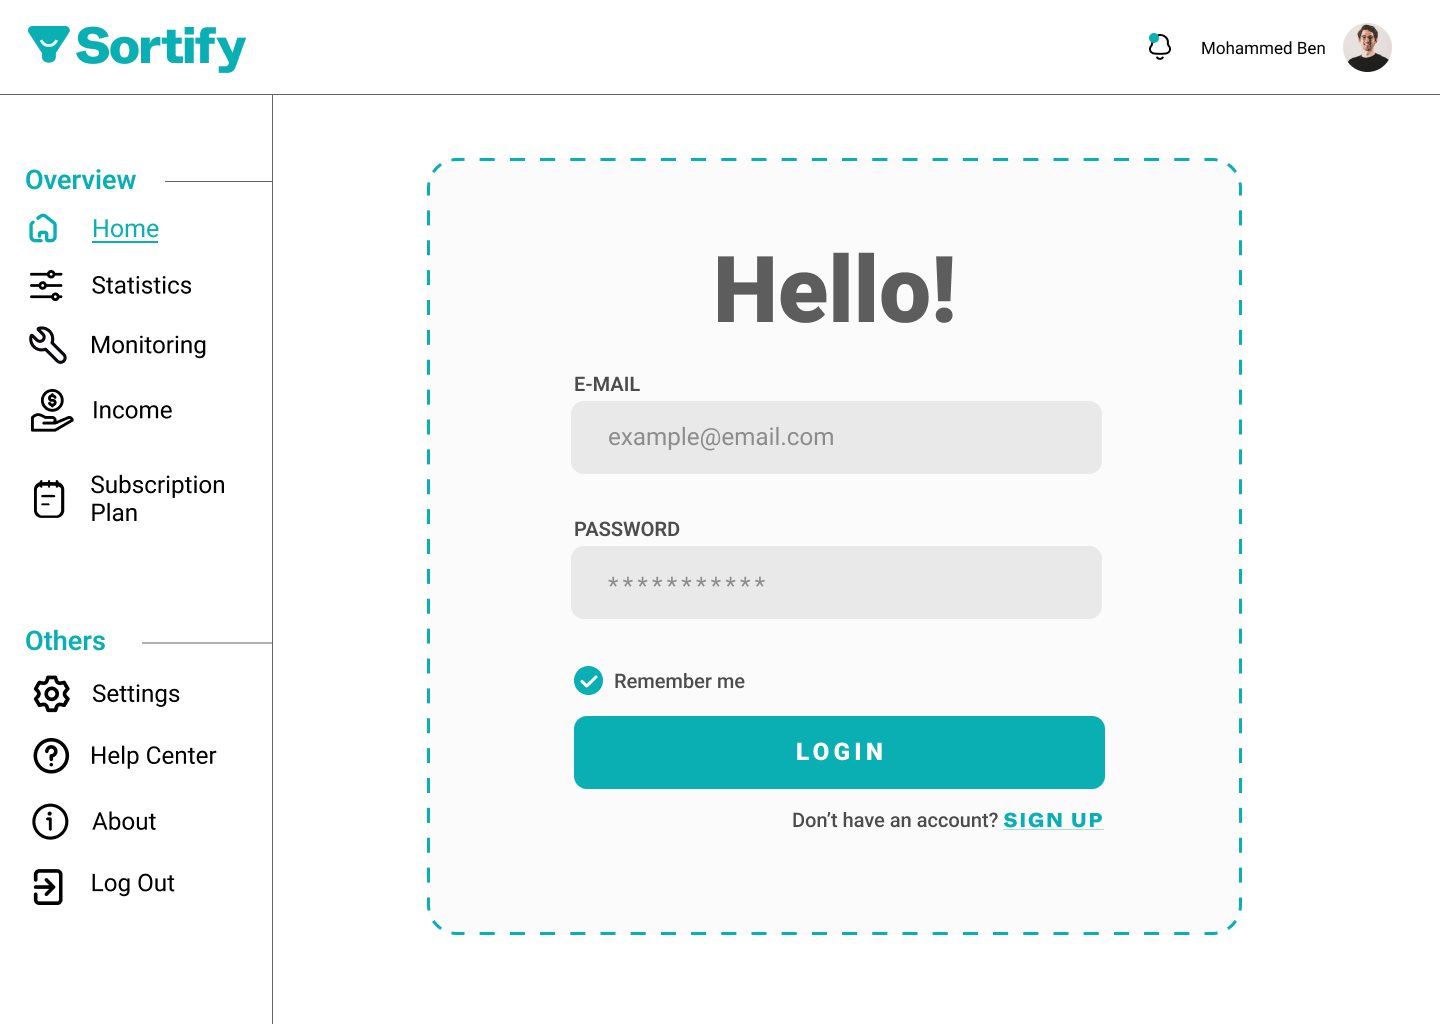 Sortify
Mohammed Ben
Overview
Home
Statistics
Monitoring
Income
Subscription
Plan
Others
Settings
Help Center
About
Log Out
Hello!
E-MAIL
example@email.com
PASSWORD
***********
Remember me
LOGIN
Don’t have an account? SIGN UP